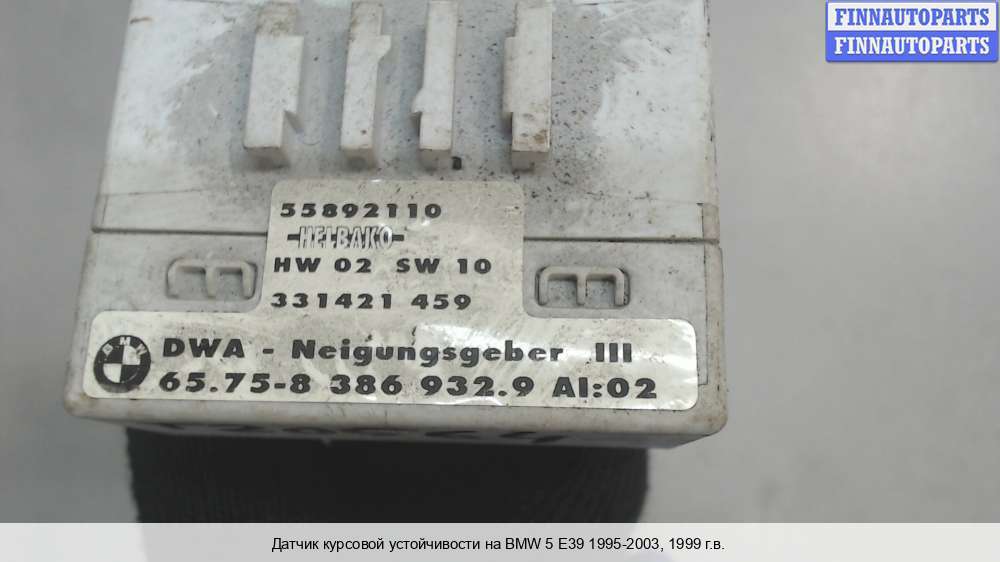 FINNAUTOPARTS
FINNAUTOPARTS
55892110
HELBAKO
HW 02 SW 10
331421 459
BMW
DWA - Neigungsgeber III
65.75-8 386 932.9 AI:02
Датчик курсовой устойчивости на BMW 5 E39 1995-2003, 1999 г.в.